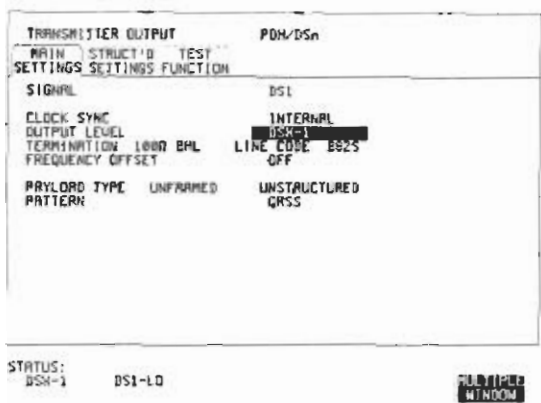 TRANSMITTER OUTPUT PDH/DSn
MAIN STRUCT'D TEST
SETTINGS SETTINGS FUNCTION
SIGNAL DS1
CLOCK SYNC INTERNAL
OUTPUT LEVEL DSX-1
TERMINATION 100Ω BAL LINE CODE B8ZS
FREQUENCY OFFSET OFF
PAYLOAD TYPE UNFRAMED UNSTRUCTURED
PATTERN QRSS
STATUS:
DSX-1 DS1-LO
MULTIPLE
WINDOW